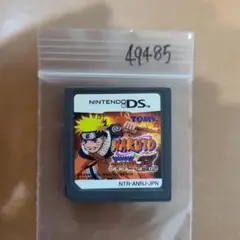 49485
NINTENDO DS
TOMY
NARUTO
NTR-ANRJ-JPN